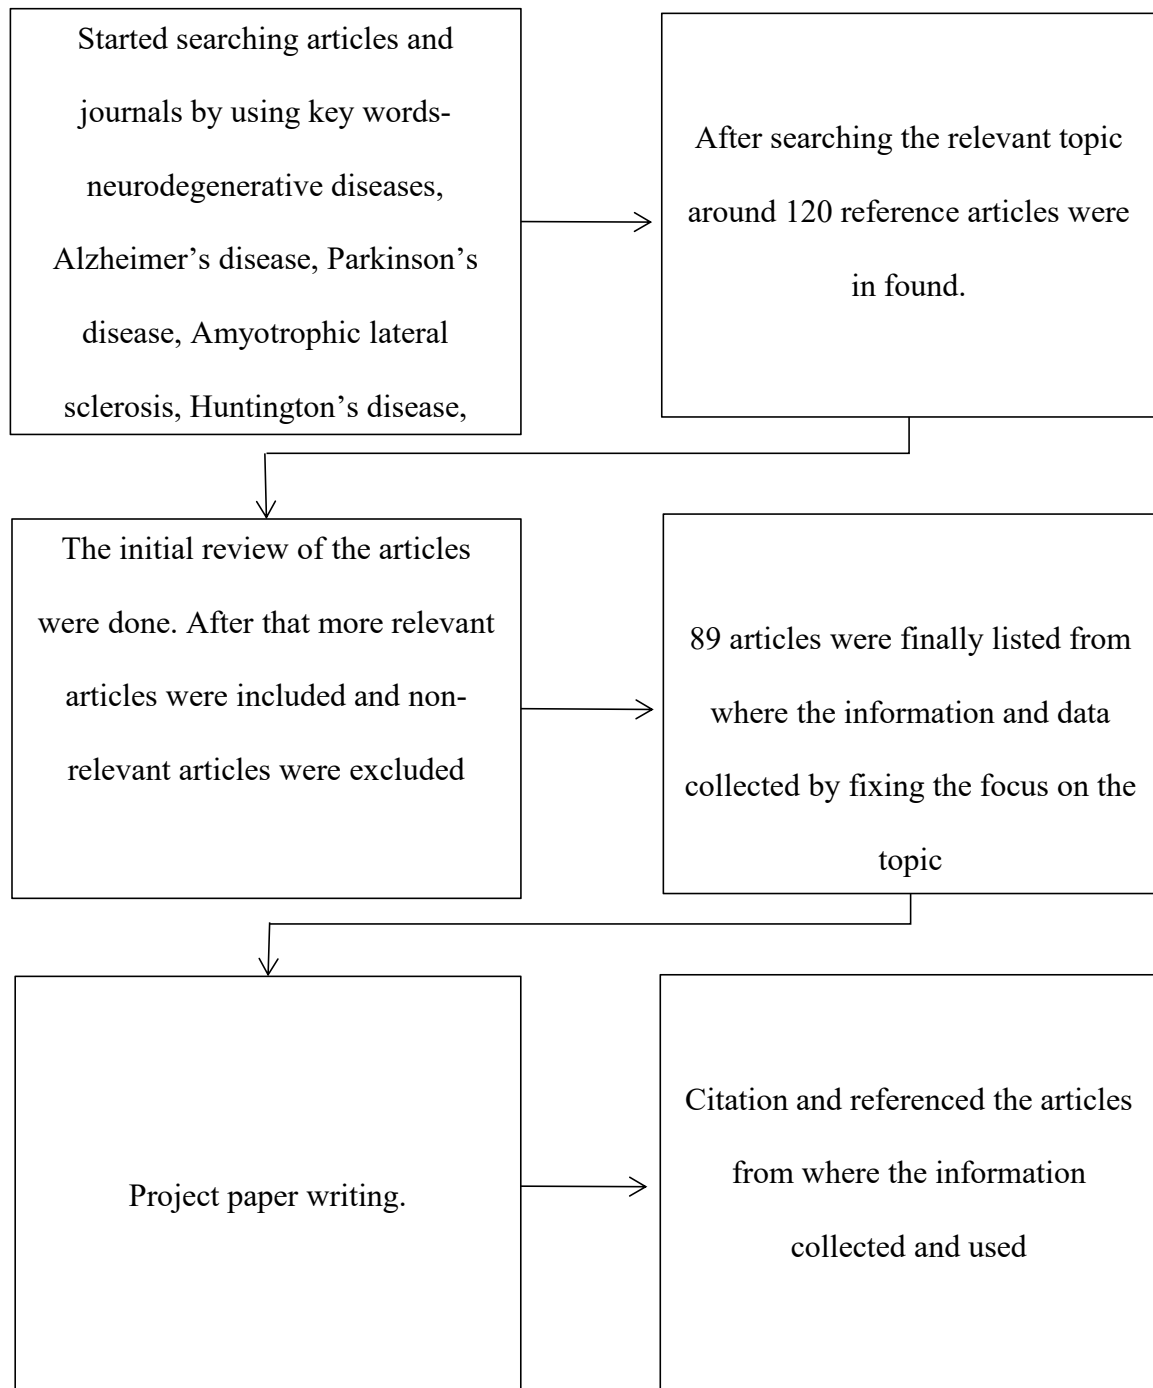 Started searching articles and
journals by using key words-
neurodegenerative diseases,
Alzheimer’s disease, Parkinson’s
disease, Amyotrophic lateral
sclerosis, Huntington’s disease,
After searching the relevant topic
around 120 reference articles were
in found.
The initial review of the articles
were done. After that more relevant
articles were included and non-
relevant articles were excluded
89 articles were finally listed from
where the information and data
collected by fixing the focus on the
topic
Project paper writing.
Citation and referenced the articles
from where the information
collected and used